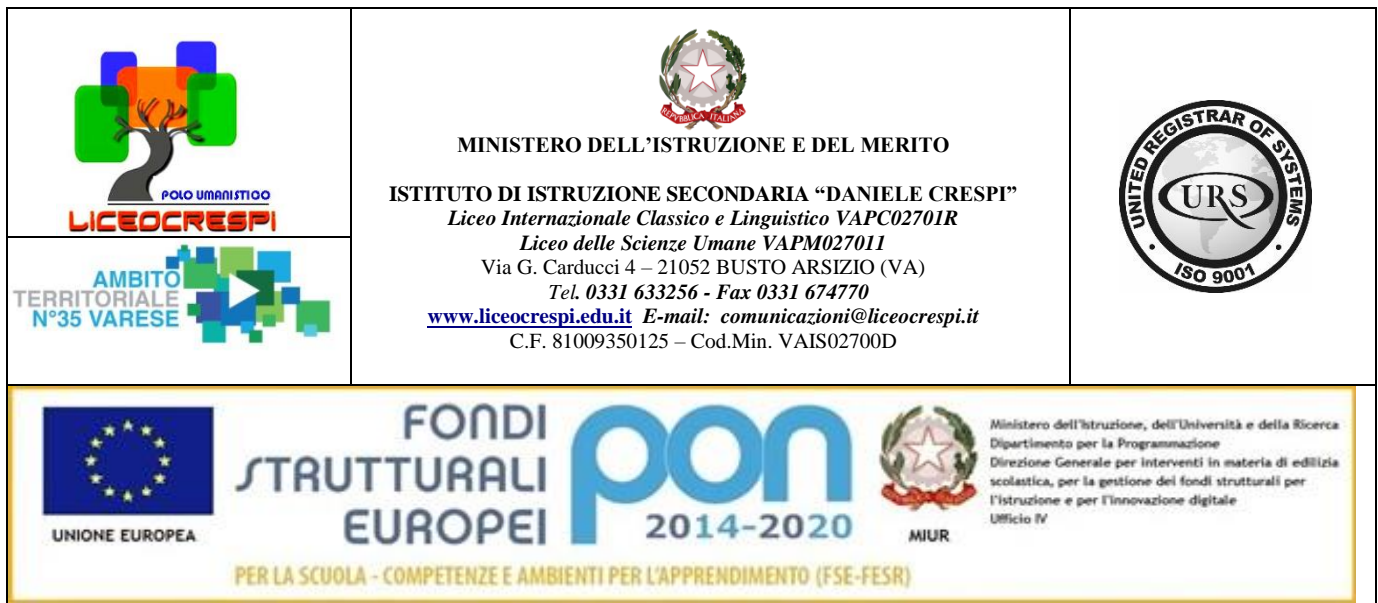 POLO UMANISTICO
LICEOCRESPI
AMBITO
TERRITORIALE
N°35 VARESE
REPVBBLICA ITALIANA
MINISTERO DELL’ISTRUZIONE E DEL MERITO
ISTITUTO DI ISTRUZIONE SECONDARIA “DANIELE CRESPI”
Liceo Internazionale Classico e Linguistico VAPC02701R
Liceo delle Scienze Umane VAPM027011
Via G. Carducci 4 – 21052 BUSTO ARSIZIO (VA)
Tel. 0331 633256 - Fax 0331 674770
www.liceocrespi.edu.it E-mail: comunicazioni@liceocrespi.it
C.F. 81009350125 – Cod.Min. VAIS02700D
UNITED REGISTRAR OF SYSTEMS
URS
ISO 9001
UNIONE EUROPEA
FONDI
STRUTTURALI
EUROPEI
pon
2014-2020
MIUR
Ministero dell'Istruzione, dell'Università e della Ricerca
Dipartimento per la Programmazione
Direzione Generale per interventi in materia di edilizia
scolastica, per la gestione dei fondi strutturali per
l'istruzione e per l'innovazione digitale
Ufficio IV
PER LA SCUOLA - COMPETENZE E AMBIENTI PER L'APPRENDIMENTO (FSE-FESR)